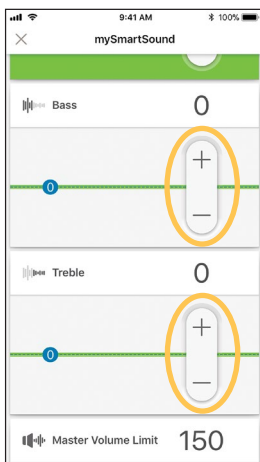 9:41 AM
100%
mySmartSound
Bass 0
+
0
–
Treble 0
+
0
–
Master Volume Limit 150